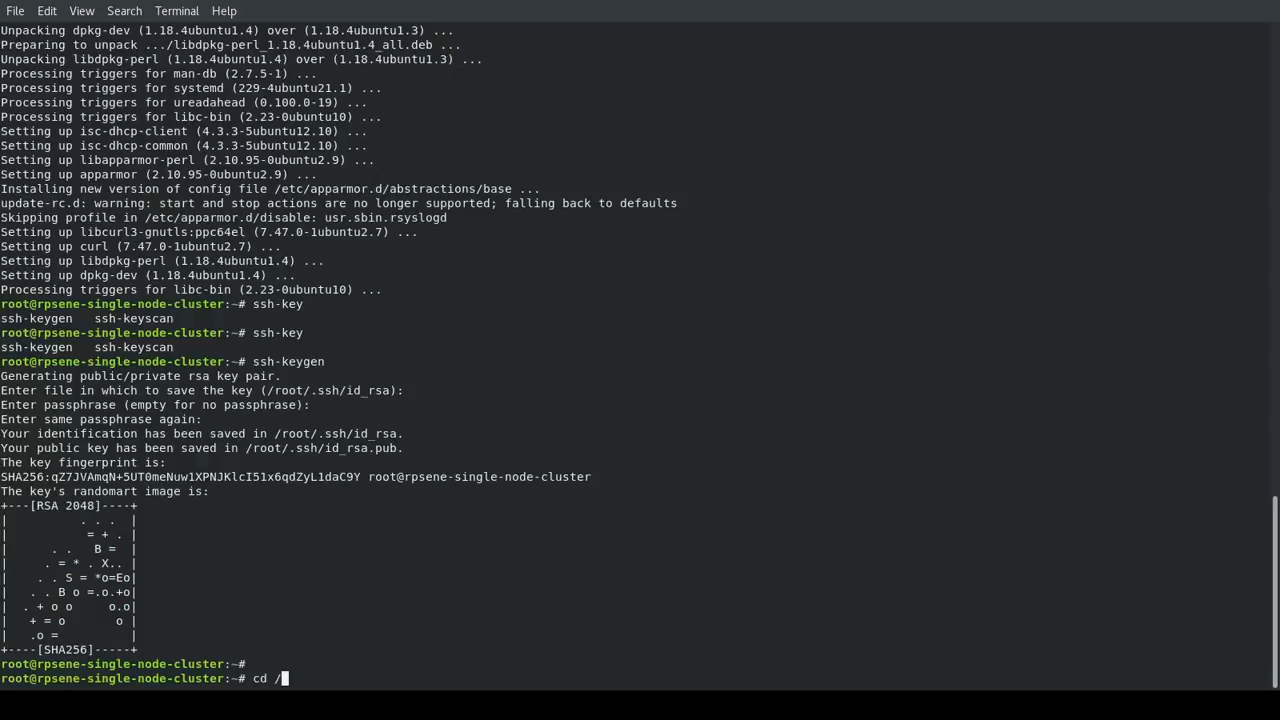 File Edit View Search Terminal Help
Unpacking dpkg-dev (1.18.4ubuntu1.4) over (1.18.4ubuntu1.3) ...
Preparing to unpack .../libdpkg-perl_1.18.4ubuntu1.4_all.deb ...
Unpacking libdpkg-perl (1.18.4ubuntu1.4) over (1.18.4ubuntu1.3) ...
Processing triggers for man-db (2.7.5-1) ...
Processing triggers for systemd (229-4ubuntu21.1) ...
Processing triggers for ureadahead (0.100.0-19) ...
Processing triggers for libc-bin (2.23-0ubuntu10) ...
Setting up isc-dhcp-client (4.3.3-5ubuntu12.10) ...
Setting up isc-dhcp-common (4.3.3-5ubuntu12.10) ...
Setting up libapparmor-perl (2.10.95-0ubuntu2.9) ...
Setting up apparmor (2.10.95-0ubuntu2.9) ...
Installing new version of config file /etc/apparmor.d/abstractions/base ...
update-rc.d: warning: start and stop actions are no longer supported; falling back to defaults
Skipping profile in /etc/apparmor.d/disable: usr.sbin.rsyslogd
Setting up libcurl3-gnutls:ppc64el (7.47.0-1ubuntu2.7) ...
Setting up curl (7.47.0-1ubuntu2.7) ...
Setting up libdpkg-perl (1.18.4ubuntu1.4) ...
Setting up dpkg-dev (1.18.4ubuntu1.4) ...
Processing triggers for libc-bin (2.23-0ubuntu10) ...
root@rpsene-single-node-cluster:~# ssh-key
ssh-keygen   ssh-keyscan
root@rpsene-single-node-cluster:~# ssh-key
ssh-keygen   ssh-keyscan
root@rpsene-single-node-cluster:~# ssh-keygen
Generating public/private rsa key pair.
Enter file in which to save the key (/root/.ssh/id_rsa):
Enter passphrase (empty for no passphrase):
Enter same passphrase again:
Your identification has been saved in /root/.ssh/id_rsa.
Your public key has been saved in /root/.ssh/id_rsa.pub.
The key fingerprint is:
SHA256:qZ7JVAmqN+5UT0meNuw1XPNJKlcI51x6qdZyL1daC9Y root@rpsene-single-node-cluster
The key's randomart image is:
+---[RSA 2048]----+
|          . . .  |
|           = + . |
|      . .   B =  |
|     . = * . X.. |
|    . . S = *o=Eo|
|   . . B o =.o.+o|
|  . + o o     o.o|
|   + = o       o |
|   .o =          |
+----[SHA256]-----+
root@rpsene-single-node-cluster:~#
root@rpsene-single-node-cluster:~# cd /